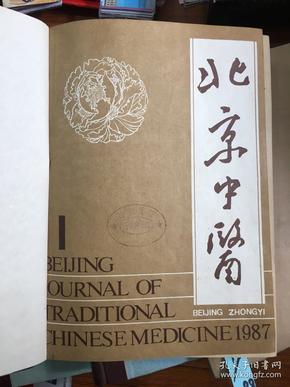 北京中医
1
BEIJING
JOURNAL OF
TRADITIONAL
CHINESE MEDICINE 1987
BEIJING ZHONGYI
孔夫子旧书网